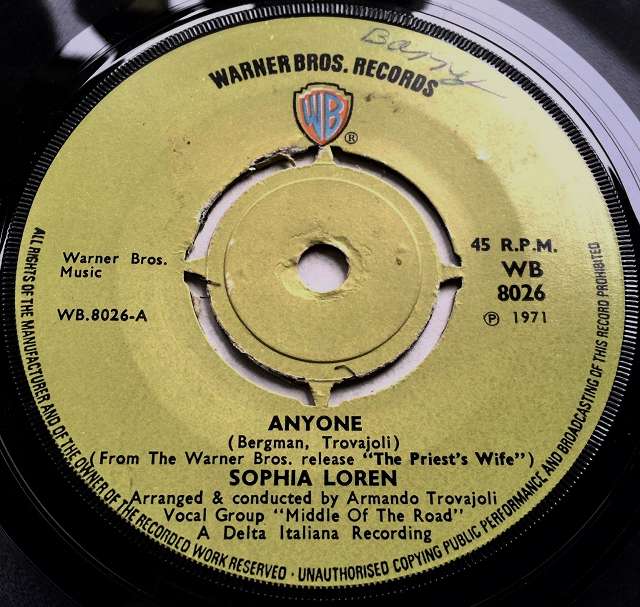 Barry
WARNER BROS. RECORDS
WB
®
Warner Bros.
Music
WB.8026-A
45 R.P.M.
WB
8026
℗ 1971
ANYONE
(Bergman, Trovajoli)
(From The Warner Bros. release "The Priest's Wife")
SOPHIA LOREN
Arranged & conducted by Armando Trovajoli
Vocal Group "Middle Of The Road"
A Delta Italiana Recording
ALL RIGHTS OF THE MANUFACTURER AND OF THE OWNER OF THE RECORDED WORK RESERVED · UNAUTHORISED COPYING PUBLIC PERFORMANCE AND BROADCASTING OF THIS RECORD PROHIBITED